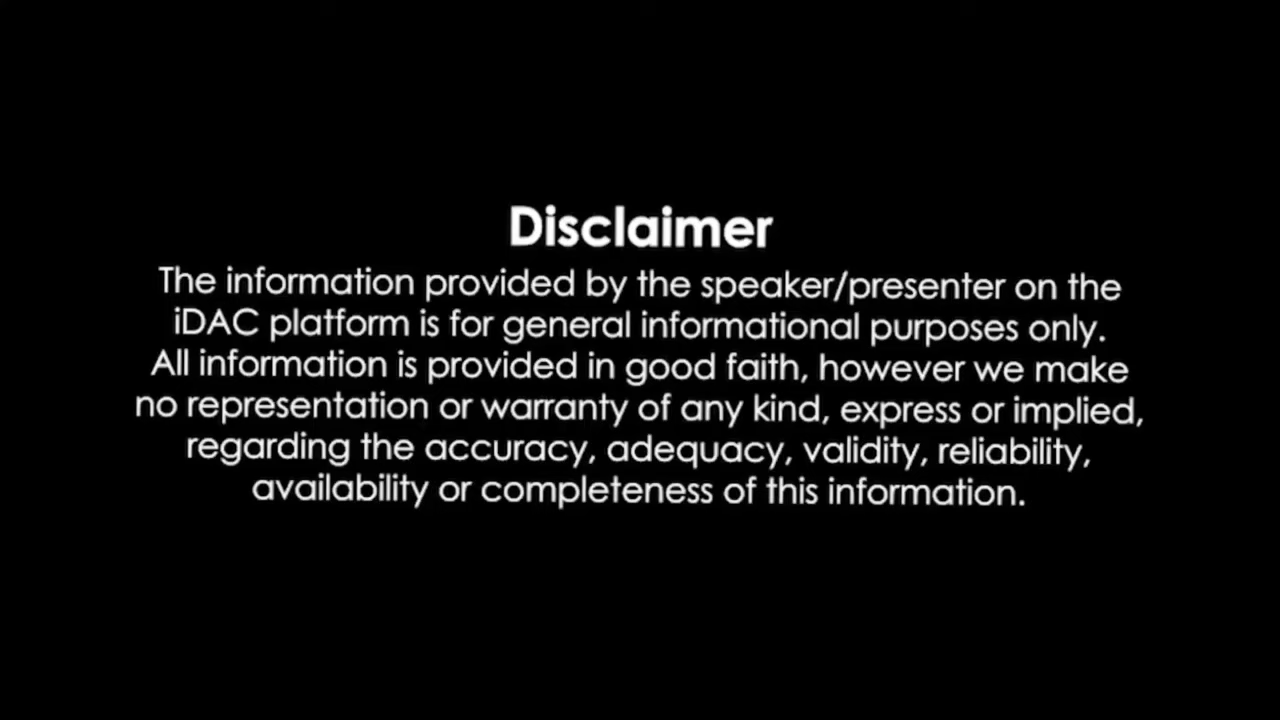 Disclaimer
The information provided by the speaker/presenter on the
iDAC platform is for general informational purposes only.
All information is provided in good faith, however we make
no representation or warranty of any kind, express or implied,
regarding the accuracy, adequacy, validity, reliability,
availability or completeness of this information.